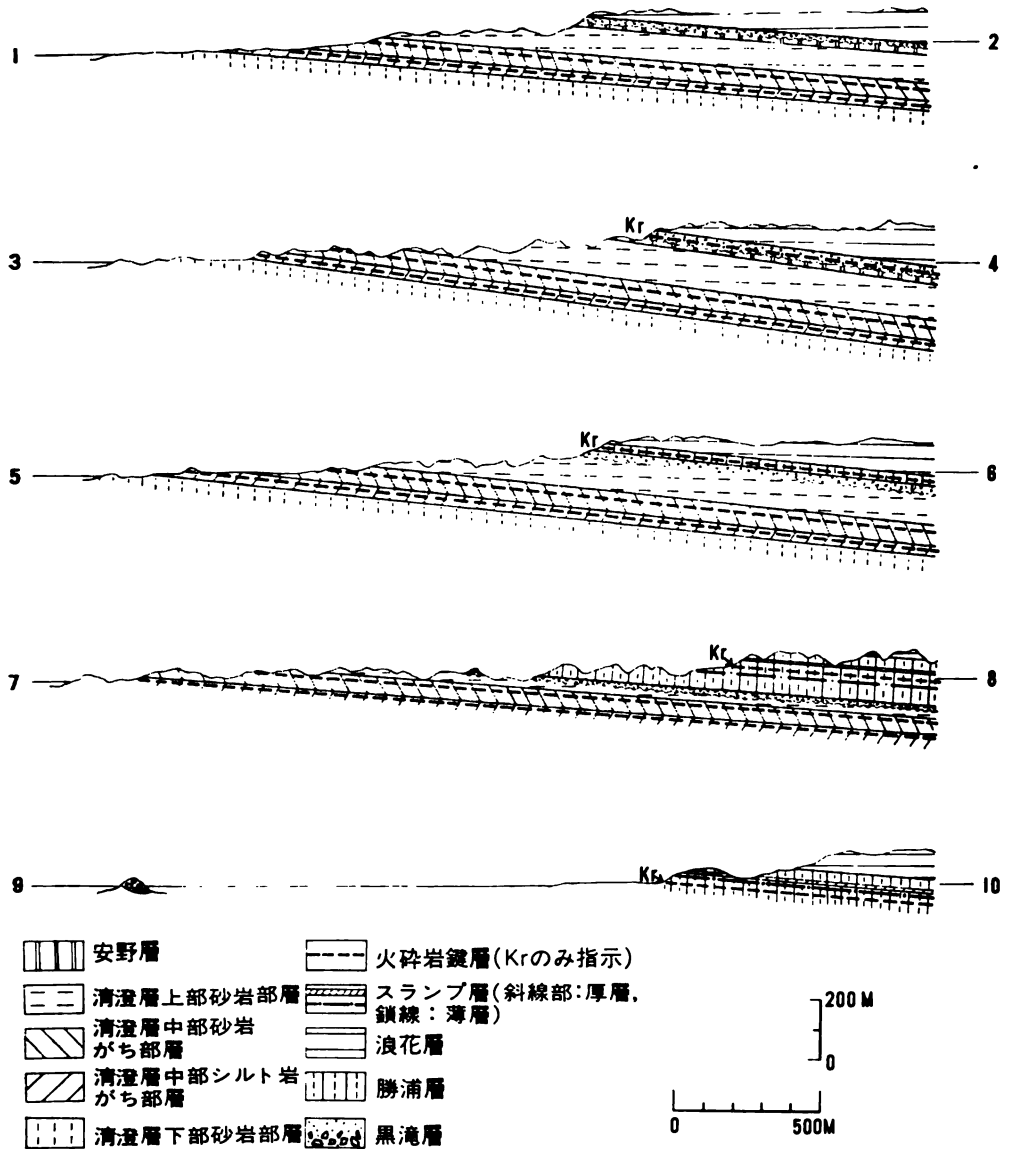 1
2
Kr
3
4
Kr
5
6
Kr
7
8
Kr
9
10
安野層
清澄層上部砂岩部層
清澄層中部砂岩
がち部層
清澄層中部シルト岩
がち部層
清澄層下部砂岩部層
火砕岩鍵層(Krのみ指示)
スランプ層(斜線部:厚層,
鎖線:薄層)
浪花層
勝浦層
黒滝層
200M
0
0
500M